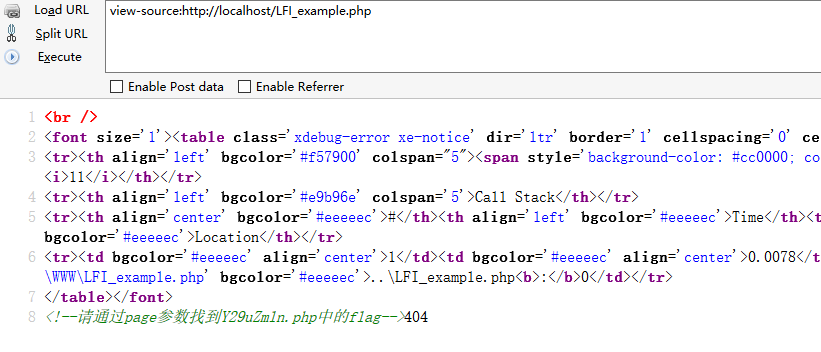 Load URL
view-source:http://localhost/LFI_example.php
Split URL
Execute
Enable Post data Enable Referrer
1 <br />
2 <font size='1'><table class='xdebug-error xe-notice' dir='ltr' border='1' cellspacing='0' ce
3 <tr><th align='left' bgcolor='#f57900' colspan="5"><span style='background-color: #cc0000; co
<i>11</i></th></tr>
4 <tr><th align='left' bgcolor='#e9b96e' colspan='5'>Call Stack</th></tr>
5 <tr><th align='center' bgcolor='#eeeeec'>#</th><th align='left' bgcolor='#eeeeec'>Time</th><t
bgcolor='#eeeeec'>Location</th></tr>
6 <tr><td bgcolor='#eeeeec' align='center'>1</td><td bgcolor='#eeeeec' align='center'>0.0078</t
\WWW\LFI_example.php' bgcolor='#eeeeec'>..\LFI_example.php<b>:</b>0</td></tr>
7 </table></font>
8 <!--请通过page参数找到Y29uZmln.php中的flag-->404